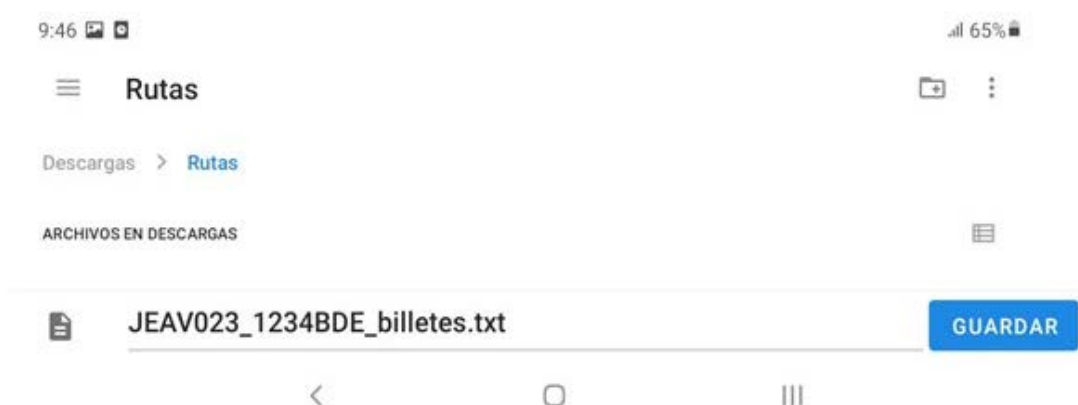 9:46 65%
Rutas
Descargas > Rutas
ARCHIVOS EN DESCARGAS
JEAV023_1234BDE_billetes.txt GUARDAR